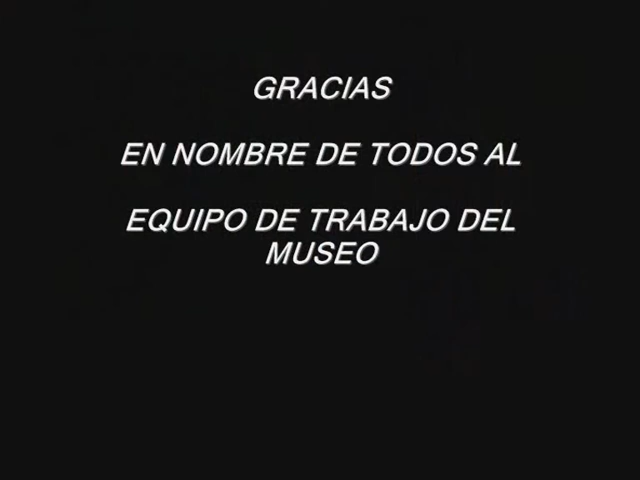 GRACIAS
EN NOMBRE DE TODOS AL
EQUIPO DE TRABAJO DEL
MUSEO